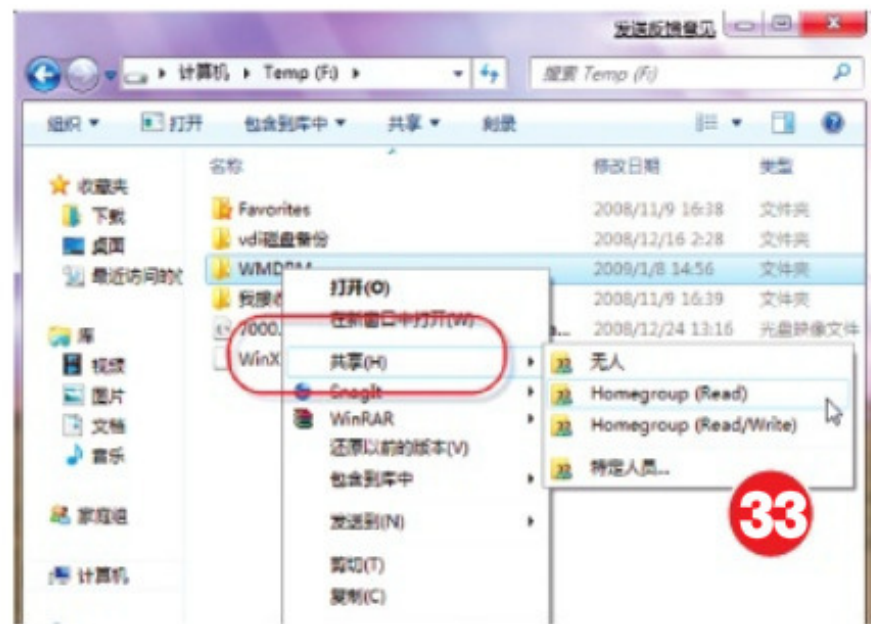 发送反馈意见
计算机 Temp (F:)
搜索 Temp (F:)
组织 打开 包含到库中 共享 刻录
名称 修改日期 类型
收藏夹
下载
桌面
最近访问的
库
视频
图片
文档
音乐
家庭组
计算机
Favorites 2008/11/9 16:38 文件夹
vdi磁盘备份 2008/12/16 2:28 文件夹
WMDRM 2009/1/8 14:56 文件夹
我接收 2008/11/9 16:39 文件夹
7000. a... 2008/12/24 13:16 光盘映像文件
WinX
打开(O)
在新窗口中打开(W)
共享(H)
SnagIt
WinRAR
还原以前的版本(V)
包含到库中
发送到(N)
剪切(T)
复制(C)
无人
Homegroup (Read)
Homegroup (Read/Write)
特定人员...
33